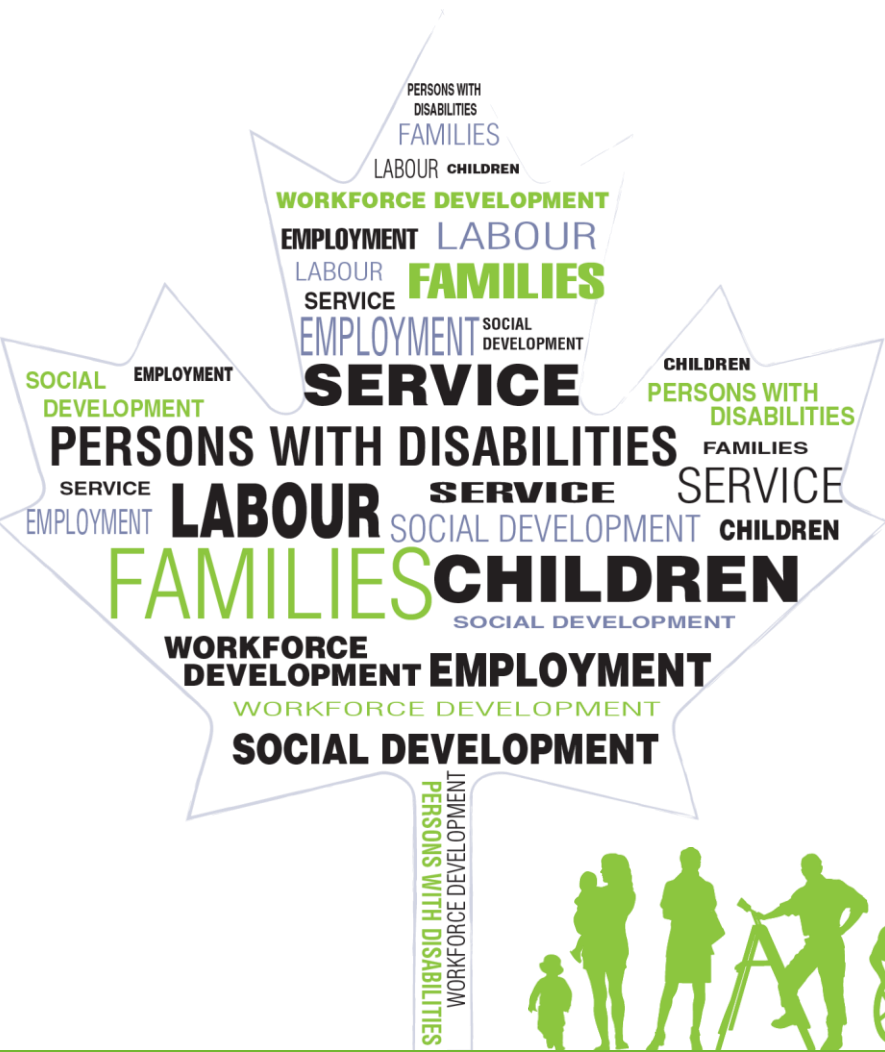 PERSONS WITH
DISABILITIES
FAMILIES
LABOUR CHILDREN
WORKFORCE DEVELOPMENT
EMPLOYMENT LABOUR
LABOUR FAMILIES
SERVICE
EMPLOYMENT SOCIAL
DEVELOPMENT
SERVICE
SOCIAL
DEVELOPMENT
EMPLOYMENT
CHILDREN
PERSONS WITH
DISABILITIES
PERSONS WITH DISABILITIES
FAMILIES
SERVICE
LABOUR
SERVICE
SERVICE
EMPLOYMENT
SOCIAL DEVELOPMENT
CHILDREN
FAMILIES CHILDREN
SOCIAL DEVELOPMENT
WORKFORCE
DEVELOPMENT EMPLOYMENT
WORKFORCE DEVELOPMENT
SOCIAL DEVELOPMENT
PERSONS WITH DISABILITIES
WORKFORCE DEVELOPMENT